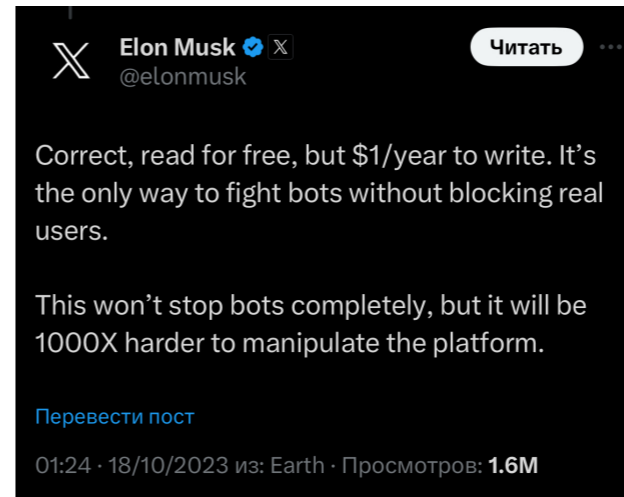 Elon Musk
Читать
@elonmusk
Correct, read for free, but $1/year to write. It’s
the only way to fight bots without blocking real
users.
This won’t stop bots completely, but it will be
1000X harder to manipulate the platform.
Перевести пост
01:24 · 18/10/2023 из: Earth · Просмотров: 1.6M